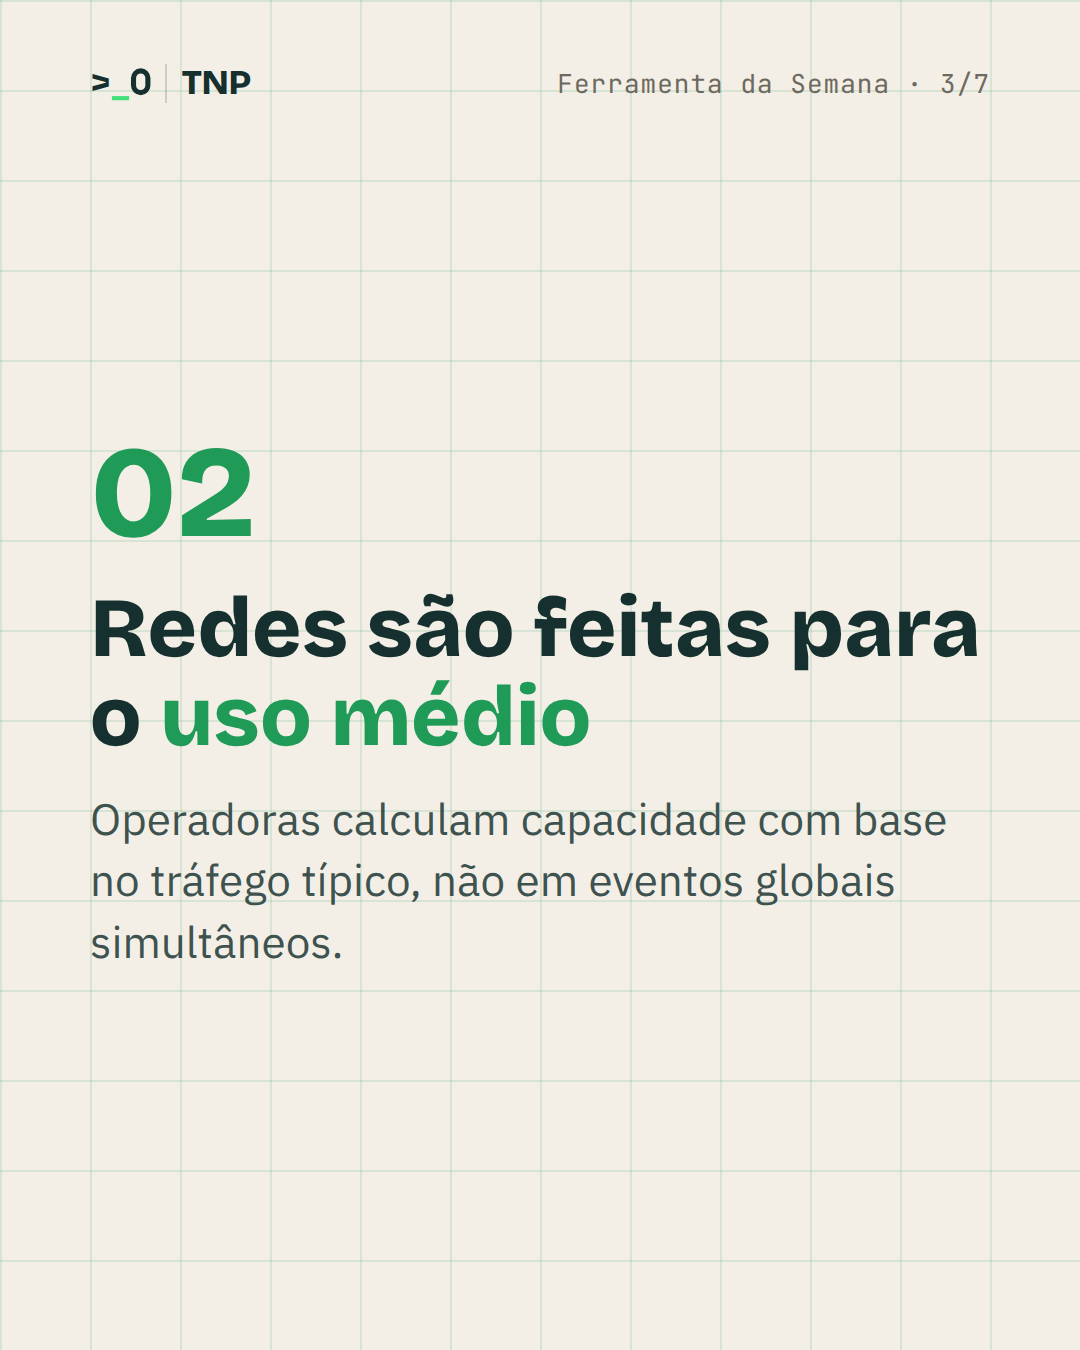 >_0 TNP
Ferramenta da Semana · 3/7
02
Redes são feitas para
o uso médio
Operadoras calculam capacidade com base
no tráfego típico, não em eventos globais
simultâneos.